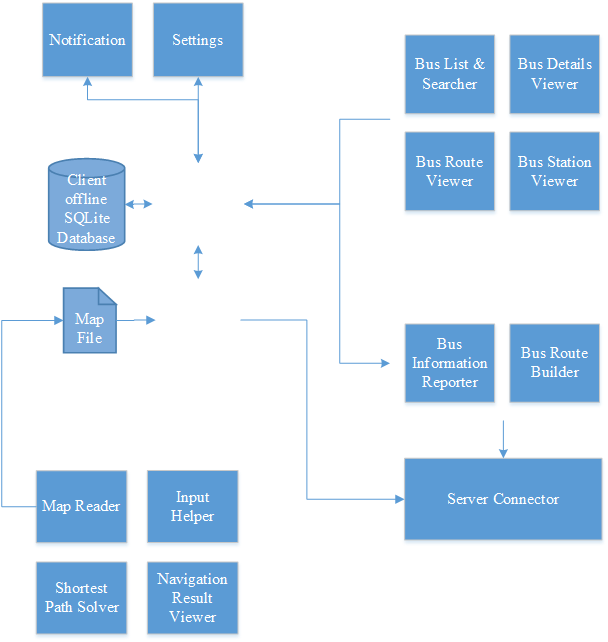 Notification
Settings
Bus List &
Searcher
Bus Details
Viewer
Bus Route
Viewer
Bus Station
Viewer
Client
offline
SQLite
Database
Map
File
Bus
Information
Reporter
Bus Route
Builder
Map Reader
Input
Helper
Server Connector
Shortest
Path Solver
Navigation
Result
Viewer